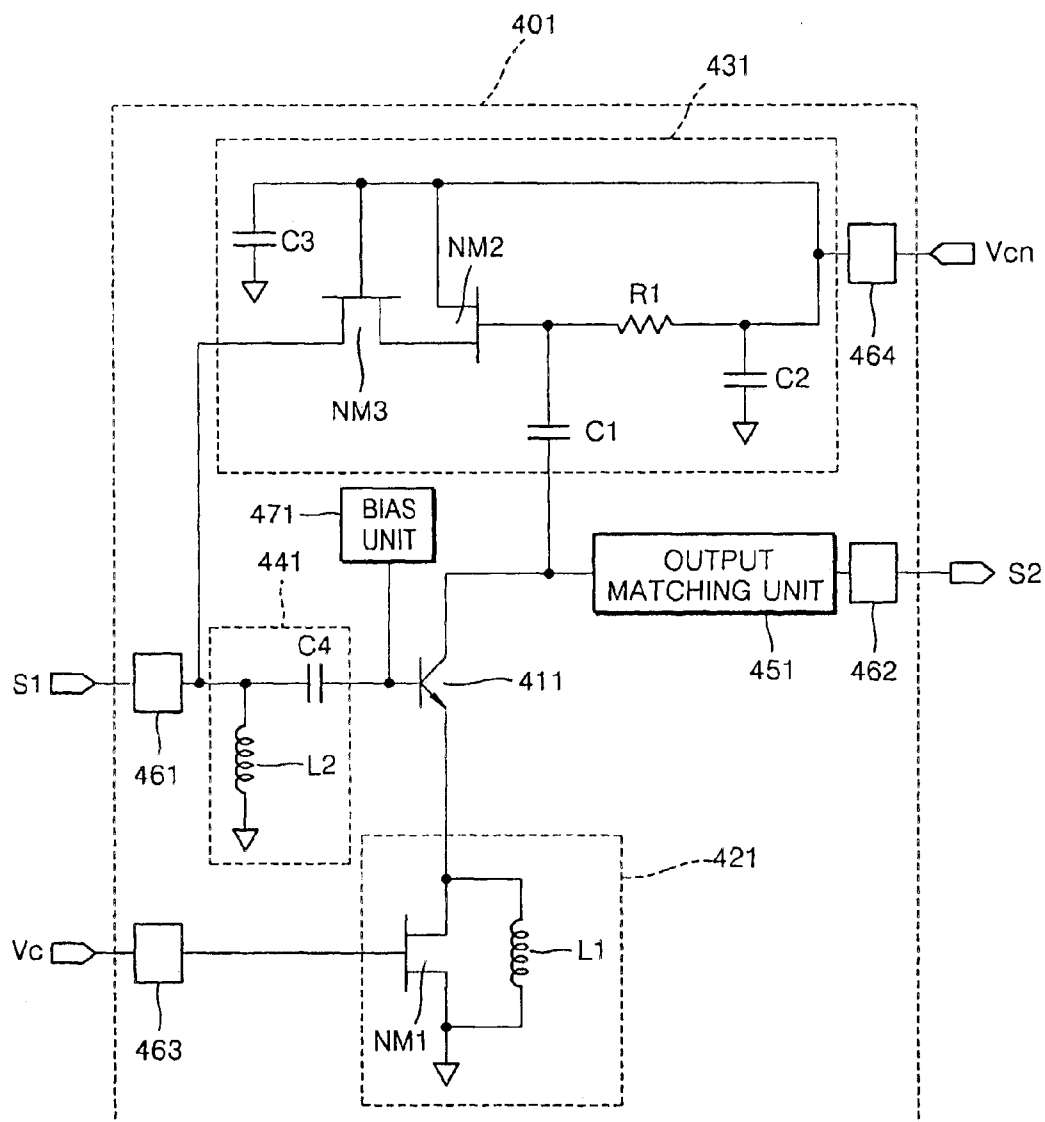 401
431
C3
NM2
Vcn
R1
464
NM3
C2
C1
471
BIAS
UNIT
441
OUTPUT
MATCHING UNIT
S2
C4
S1
411
451
462
461
L2
421
Vc
L1
463
NM1